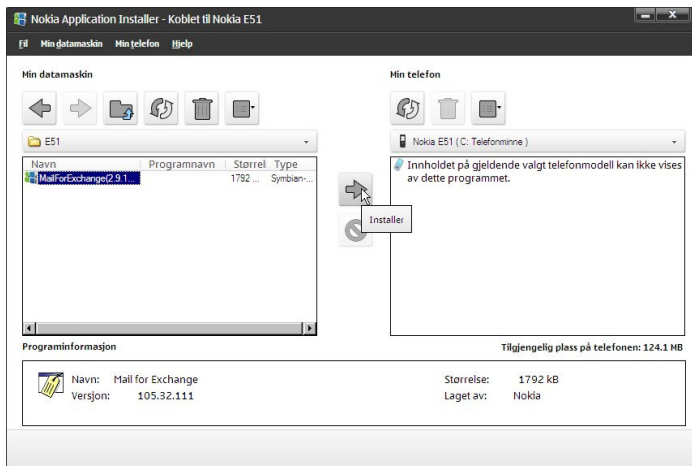 Nokia Application Installer - Koblet til Nokia E51
Fil Min datamaskin Min telefon Hjelp
Min datamaskin
Min telefon
E51
Nokia E51 ( C: Telefonminne )
Navn Programnavn Størrel Type
MailForExchange(2.9.1... 1792 ... Symbian-...
Innholdet på gjeldende valgt telefonmodell kan ikke vises
av dette programmet.
Installer
Programinformasjon
Tilgjengelig plass på telefonen: 124.1 MB
Navn: Mail for Exchange
Størrelse: 1792 kB
Versjon: 105.32.111
Laget av: Nokia